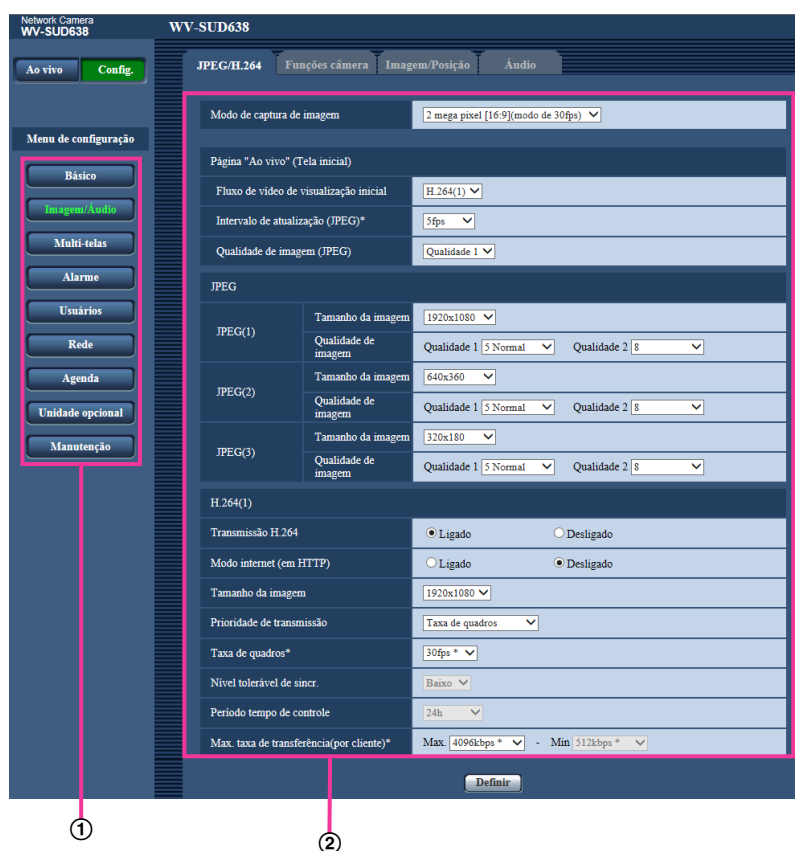 Network Camera
WV-SUD638
WV-SUD638
Ao vivo
Config.
JPEG/H.264
Funções câmera
Imagem/Posição
Áudio
Menu de configuração
Básico
Imagem/Áudio
Multi-telas
Alarme
Usuários
Rede
Agenda
Unidade opcional
Manutenção
Modo de captura de imagem
2 mega pixel [16:9](modo de 30fps)
Página "Ao vivo" (Tela inicial)
Fluxo de vídeo de visualização inicial
H.264(1)
Intervalo de atualização (JPEG)*
5fps
Qualidade de imagem (JPEG)
Qualidade 1
JPEG
JPEG(1)
Tamanho da imagem
1920x1080
Qualidade de
imagem
Qualidade 1 5 Normal
Qualidade 2 8
JPEG(2)
Tamanho da imagem
640x360
Qualidade de
imagem
Qualidade 1 5 Normal
Qualidade 2 8
JPEG(3)
Tamanho da imagem
320x180
Qualidade de
imagem
Qualidade 1 5 Normal
Qualidade 2 8
H.264(1)
Transmissão H.264
Ligado
Desligado
Modo internet (em HTTP)
Ligado
Desligado
Tamanho da imagem
1920x1080
Prioridade de transmissão
Taxa de quadros
Taxa de quadros*
30fps *
Nível tolerável de sincr.
Baixo
Período tempo de controle
24h
Max. taxa de transferência(por cliente)*
Max. 4096kbps * - Min 512kbps *
Definir
①
②